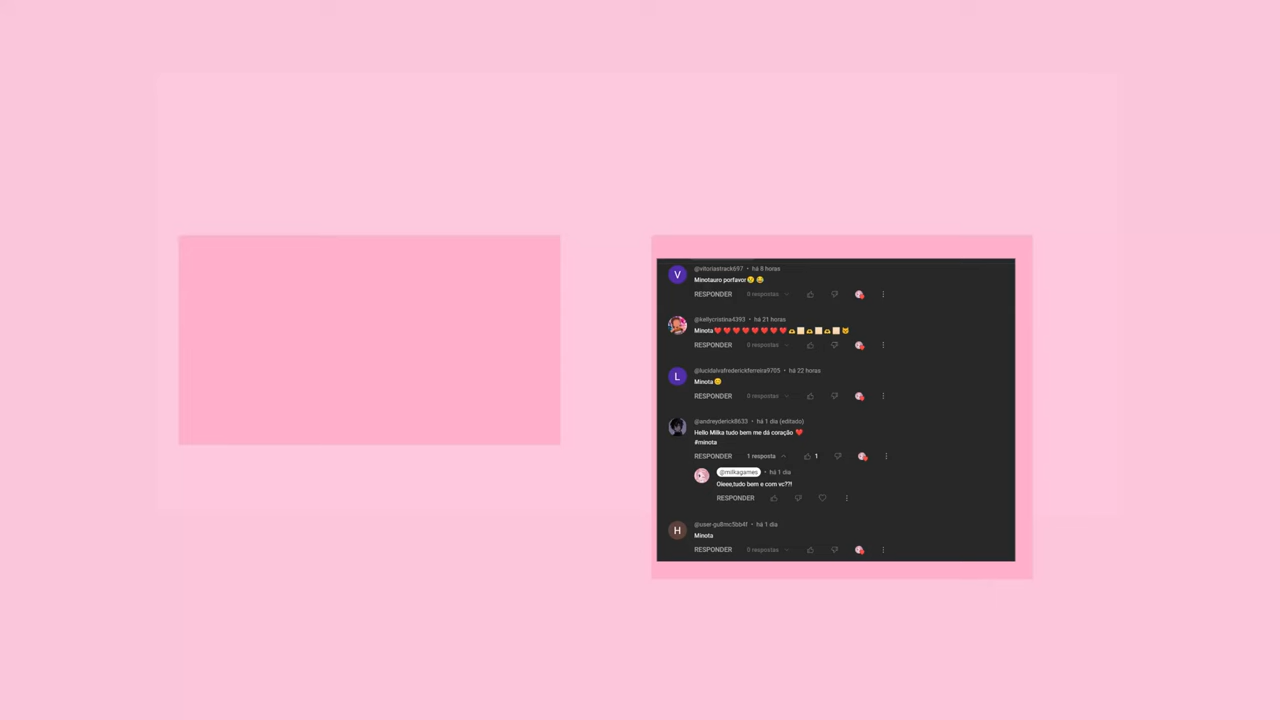 V
@vitoriastrack697 • há 8 horas
Minotauro porfavor😢 😂
RESPONDER 0 respostas
@kellycristina4393 • há 21 horas
Minota❤️❤️❤️❤️❤️❤️❤️❤️🫶🏻🫶🏻🫶🏻🐱
RESPONDER 0 respostas
L
@lucidalvafrederickferreira9705 • há 22 horas
Minota☺️
RESPONDER 0 respostas
@andreyderick8633 • há 1 dia (editado)
Hello Milka tudo bem me dá coração ❤️
#minota
RESPONDER 1 resposta 1
@milkagames • há 1 dia
Oieee,tudo bem e com vc??!
RESPONDER
H
há 1 dia
Minota
RESPONDER 0 respostas